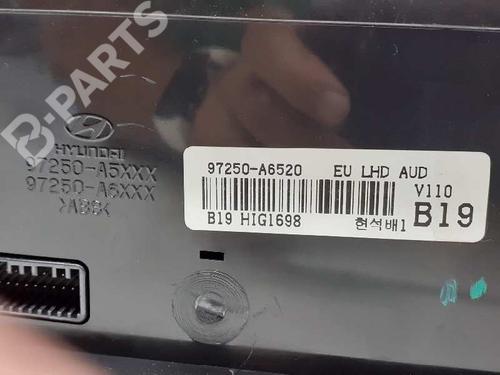 B-PARTS
HYUNDAI
97250-A5XXX
97250-A6XXX
>ABS<
97250-A6520 EU LHD AUD
V110
B19 HIG1698 현석배1 B19